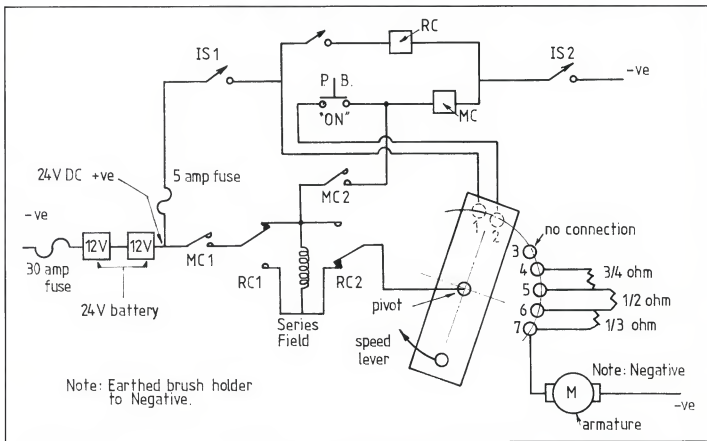 RC
IS1
IS2
-ve
P. B.
"ON"
MC
24V DC +ve
5 amp fuse
MC2
-ve
12V
12V
30 amp
fuse
MC1
24V battery
RC1
RC2
Series
Field
pivot
speed
lever
1
2
3
no connection
4
3/4 ohm
5
1/2 ohm
6
1/3 ohm
7
Note: Earthed brush holder
to Negative.
Note: Negative
M
-ve
armature